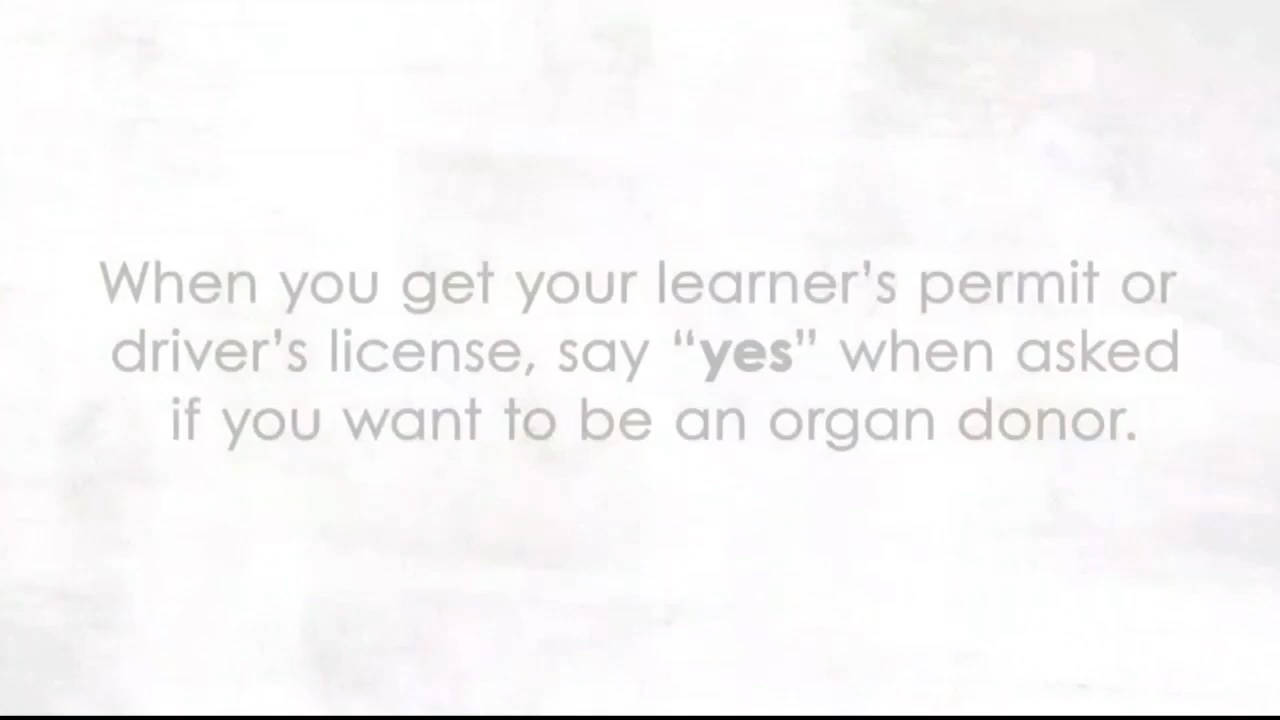 When you get your learner’s permit or
driver’s license, say “yes” when asked
if you want to be an organ donor.